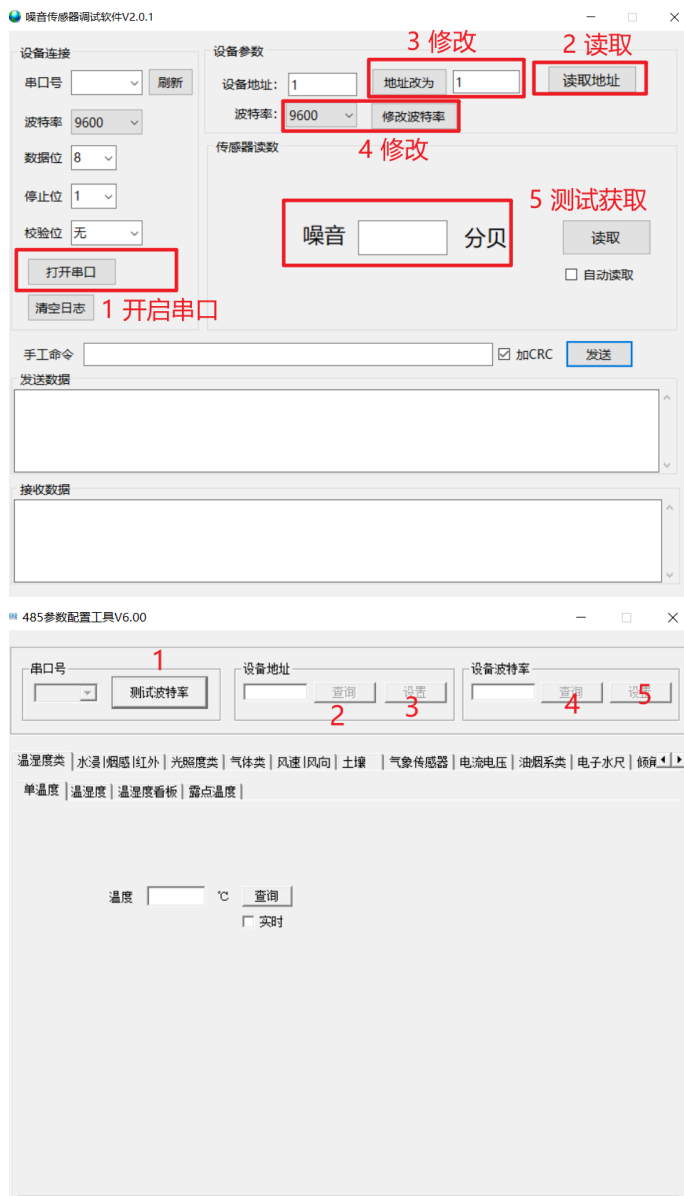 噪音传感器调试软件V2.0.1
设备连接
串口号 刷新
波特率 9600
数据位 8
停止位 1
校验位 无
打开串口
清空日志
1 开启串口
设备参数
3 修改
2 读取
设备地址: 1 地址改为 1 读取地址
波特率: 9600 修改波特率
4 修改
传感器读数
5 测试获取
噪音 分贝 读取
自动读取
手工命令 加CRC 发送
发送数据
接收数据
485参数配置工具V6.00
串口号
1
测试波特率
设备地址
查询 设置
2 3
设备波特率
查询 设置
4 5
温湿度类 水浸|烟感|红外 光照度类 气体类 风速|风向 土壤 气象传感器 电流电压 油烟系类 电子水尺
单温度 温湿度 温湿度看板 露点温度
温度 ℃ 查询
实时